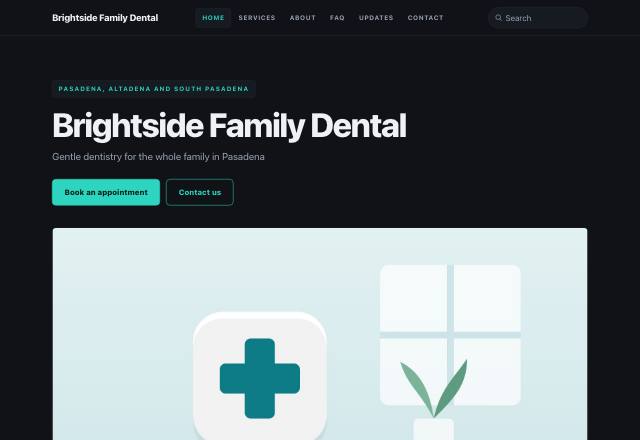 Brightside Family Dental
HOME SERVICES ABOUT FAQ UPDATES CONTACT
Search
PASADENA, ALTADENA AND SOUTH PASADENA
Brightside Family Dental
Gentle dentistry for the whole family in Pasadena
Book an appointment
Contact us